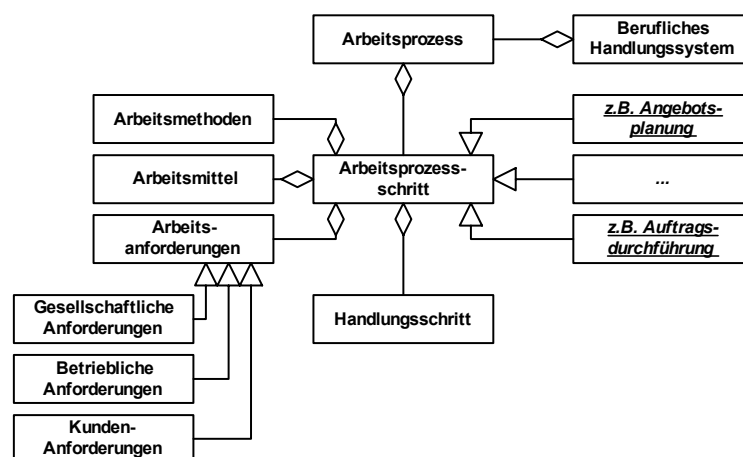 Arbeitsprozess
Berufliches
Handlungssystem
Arbeitsmethoden
z.B. Angebots-
planung
Arbeitsmittel
Arbeitsprozess-
schritt
...
Arbeits-
anforderungen
z.B. Auftrags-
durchführung
Gesellschaftliche
Anforderungen
Handlungsschritt
Betriebliche
Anforderungen
Kunden-
Anforderungen